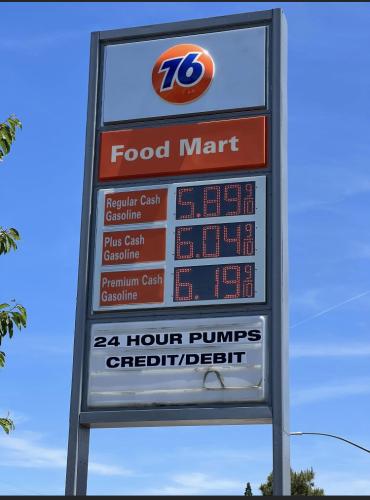 76
Food Mart
Regular Cash
Gasoline
5.89 9/10
Plus Cash
Gasoline
6.04 9/10
Premium Cash
Gasoline
6.19 9/10
24 HOUR PUMPS
CREDIT/DEBIT